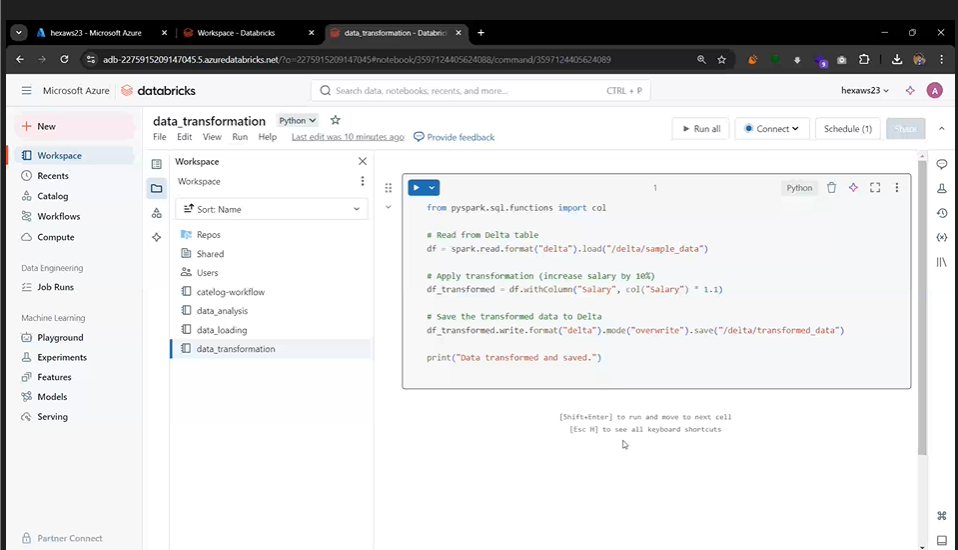 hexaws23 - Microsoft Azure
Workspace - Databricks
data_transformation - Databric
adb-2275915209147045.5.azuredatabricks.net/?o=2275915209147045#notebook/3597124405624088/command/3597124405624089
Microsoft Azure
databricks
Search data, notebooks, recents, and more...
CTRL + P
hexaws23
A
New
Workspace
Recents
Catalog
Workflows
Compute
Data Engineering
Job Runs
Machine Learning
Playground
Experiments
Features
Models
Serving
Partner Connect
data_transformation
Python
File Edit View Run Help Last edit was 10 minutes ago Provide feedback
Run all
Connect
Schedule (1)
Share
Workspace
Workspace
Sort: Name
Repos
Shared
Users
catelog-workflow
data_analysis
data_loading
data_transformation
1
Python
from pyspark.sql.functions import col
# Read from Delta table
df = spark.read.format("delta").load("/delta/sample_data")
# Apply transformation (increase salary by 10%)
df_transformed = df.withColumn("Salary", col("Salary") * 1.1)
# Save the transformed data to Delta
df_transformed.write.format("delta").mode("overwrite").save("/delta/transformed_data")
print("Data transformed and saved.")
[Shift+Enter] to run and move to next cell
[Esc H] to see all keyboard shortcuts